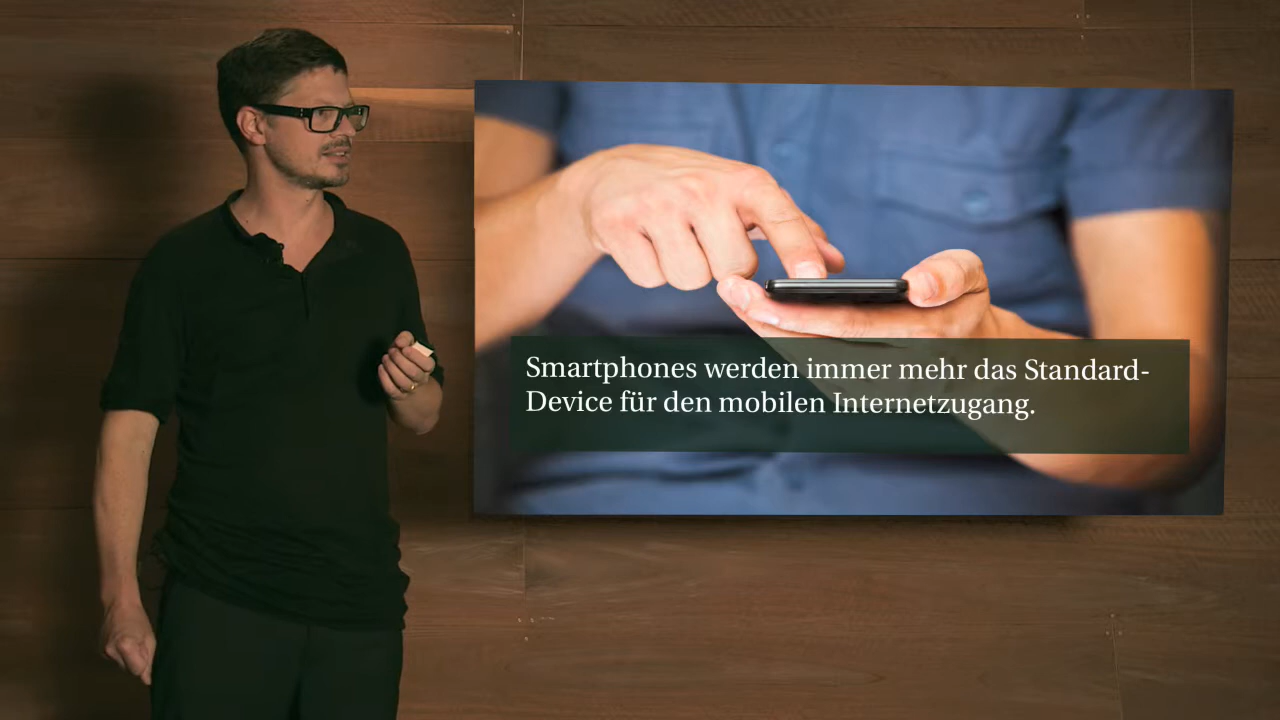 Smartphones werden immer mehr das Standard-
Device für den mobilen Internetzugang.